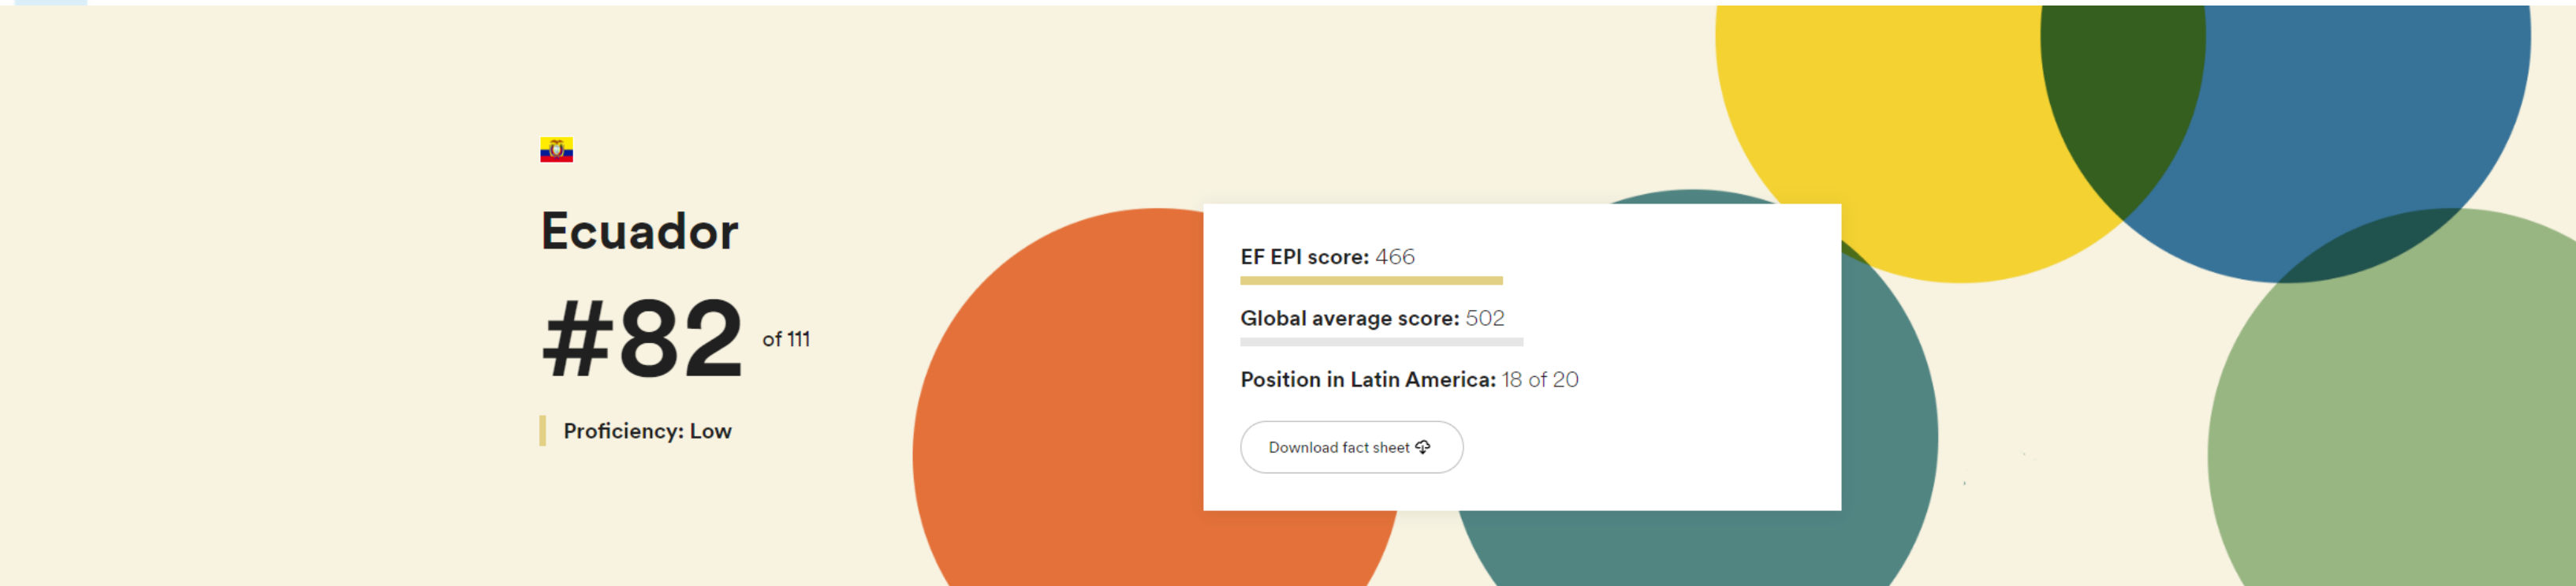 Ecuador
#82 of 111
Proficiency: Low
EF EPI score: 466
Global average score: 502
Position in Latin America: 18 of 20
Download fact sheet